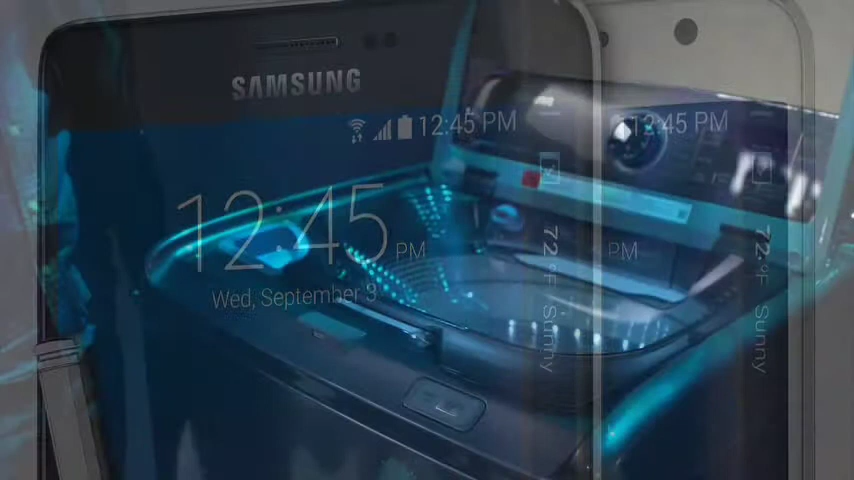 SAMSUNG
12:45 PM
12:45 PM
12:45 PM
PM
Wed, September 3
72°F Sunny
72°F Sunny